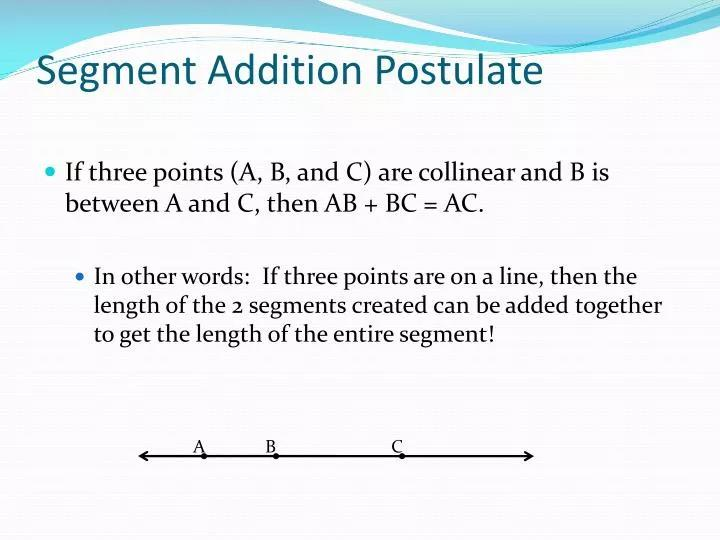 Segment Addition Postulate
If three points (A, B, and C) are collinear and B is
between A and C, then AB + BC = AC.
In other words:  If three points are on a line, then the
length of the 2 segments created can be added together
to get the length of the entire segment!
A B C